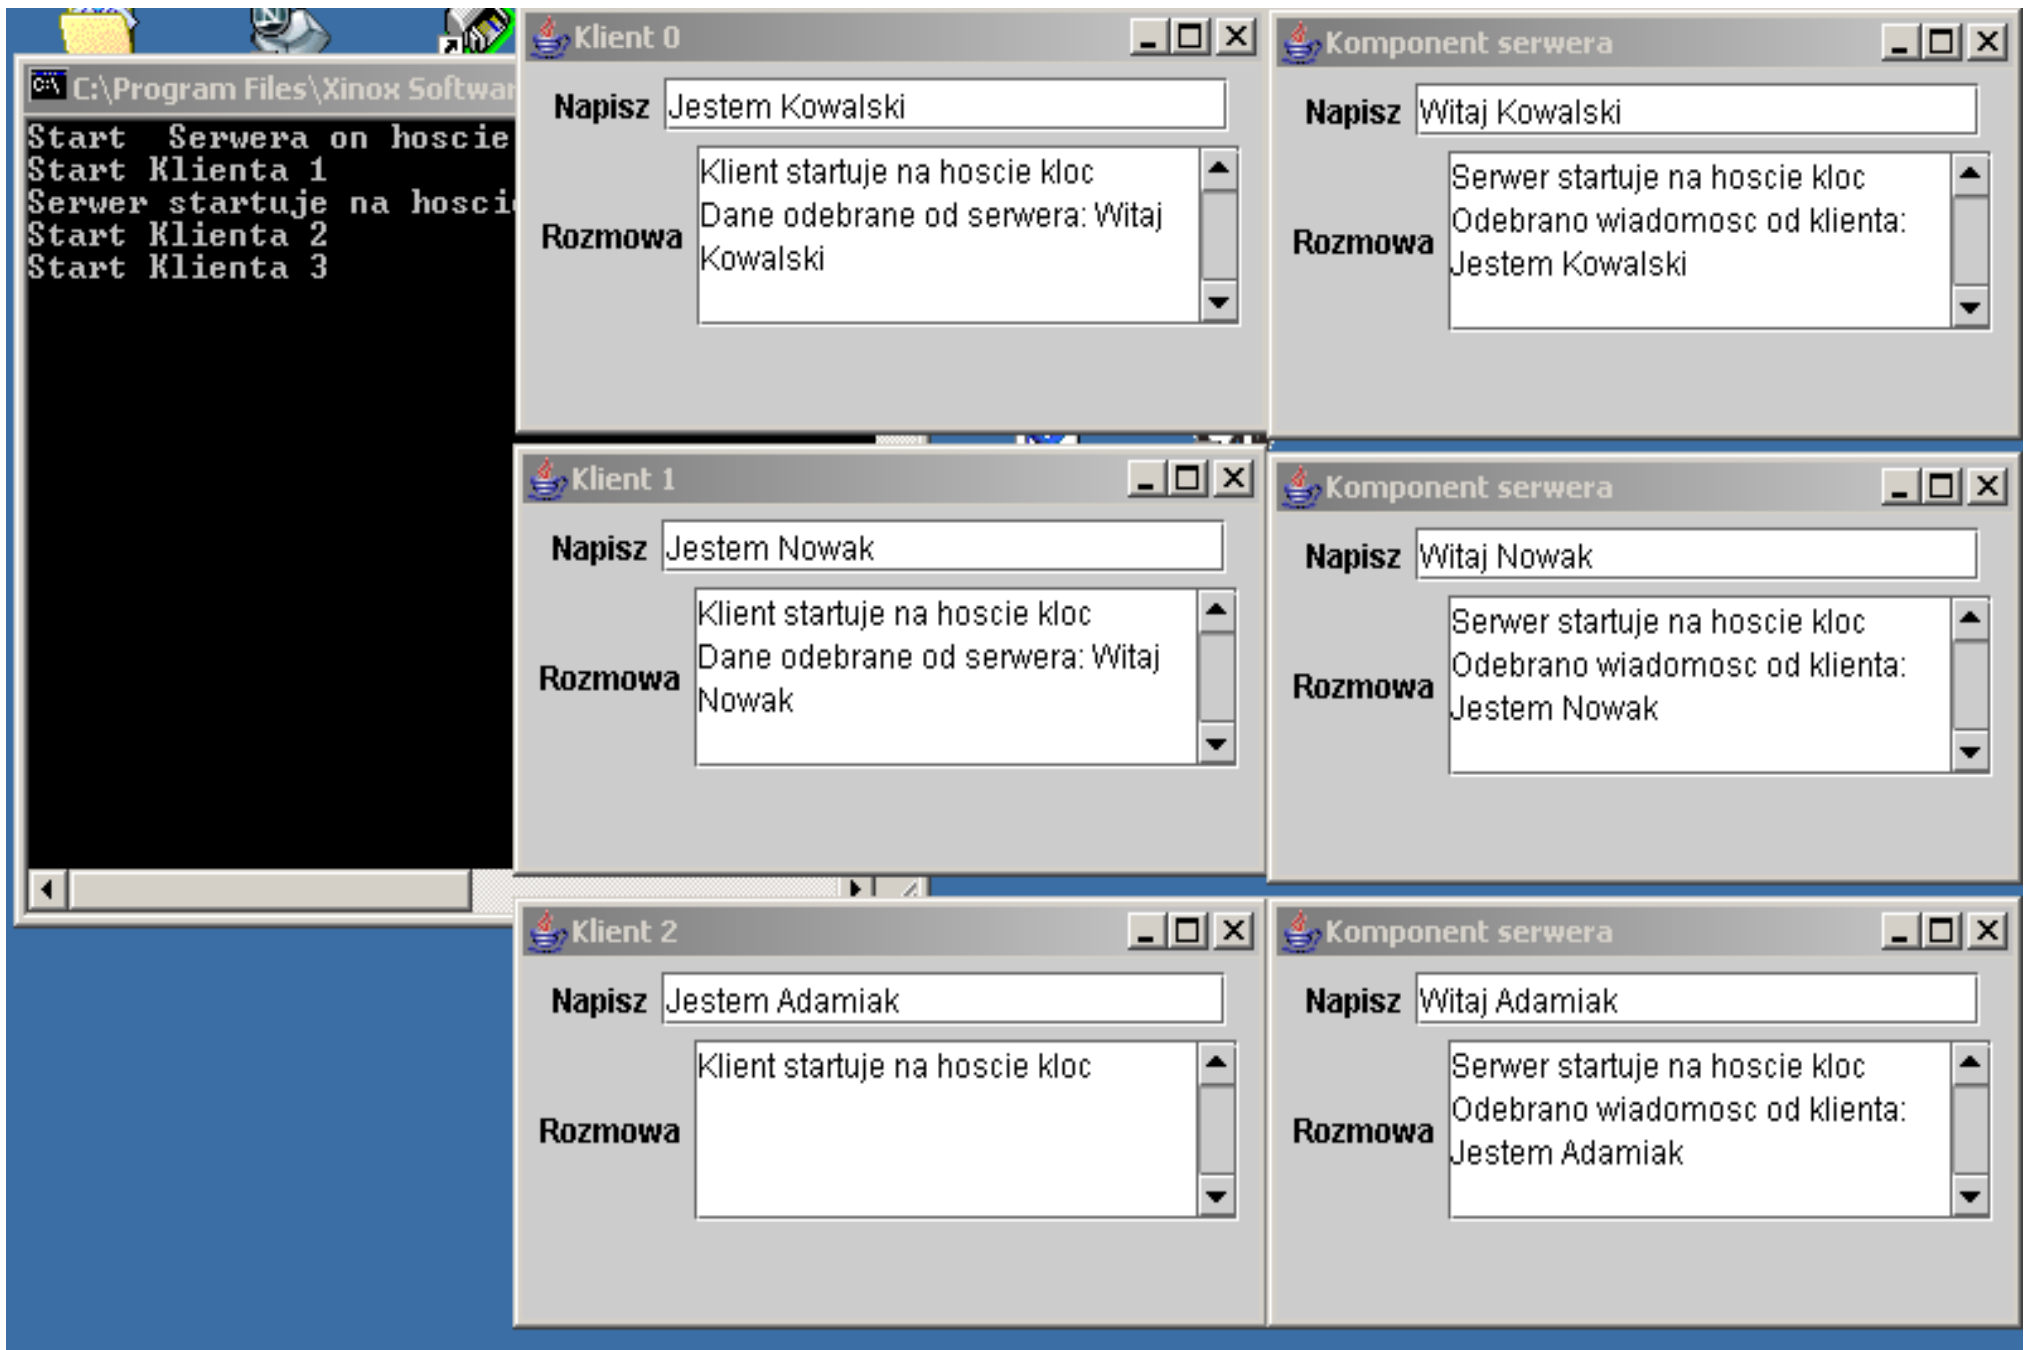 C:\Program Files\Xinox Softwar
Start Serwera on hoscie
Start Klienta 1
Serwer startuje na hosci
Start Klienta 2
Start Klienta 3
Klient 0
Napisz Jestem Kowalski
Rozmowa
Klient startuje na hoscie kloc
Dane odebrane od serwera: Witaj
Kowalski
Komponent serwera
Napisz Witaj Kowalski
Rozmowa
Serwer startuje na hoscie kloc
Odebrano wiadomosc od klienta:
Jestem Kowalski
Klient 1
Napisz Jestem Nowak
Rozmowa
Klient startuje na hoscie kloc
Dane odebrane od serwera: Witaj
Nowak
Komponent serwera
Napisz Witaj Nowak
Rozmowa
Serwer startuje na hoscie kloc
Odebrano wiadomosc od klienta:
Jestem Nowak
Klient 2
Napisz Jestem Adamiak
Rozmowa
Klient startuje na hoscie kloc
Komponent serwera
Napisz Witaj Adamiak
Rozmowa
Serwer startuje na hoscie kloc
Odebrano wiadomosc od klienta:
Jestem Adamiak